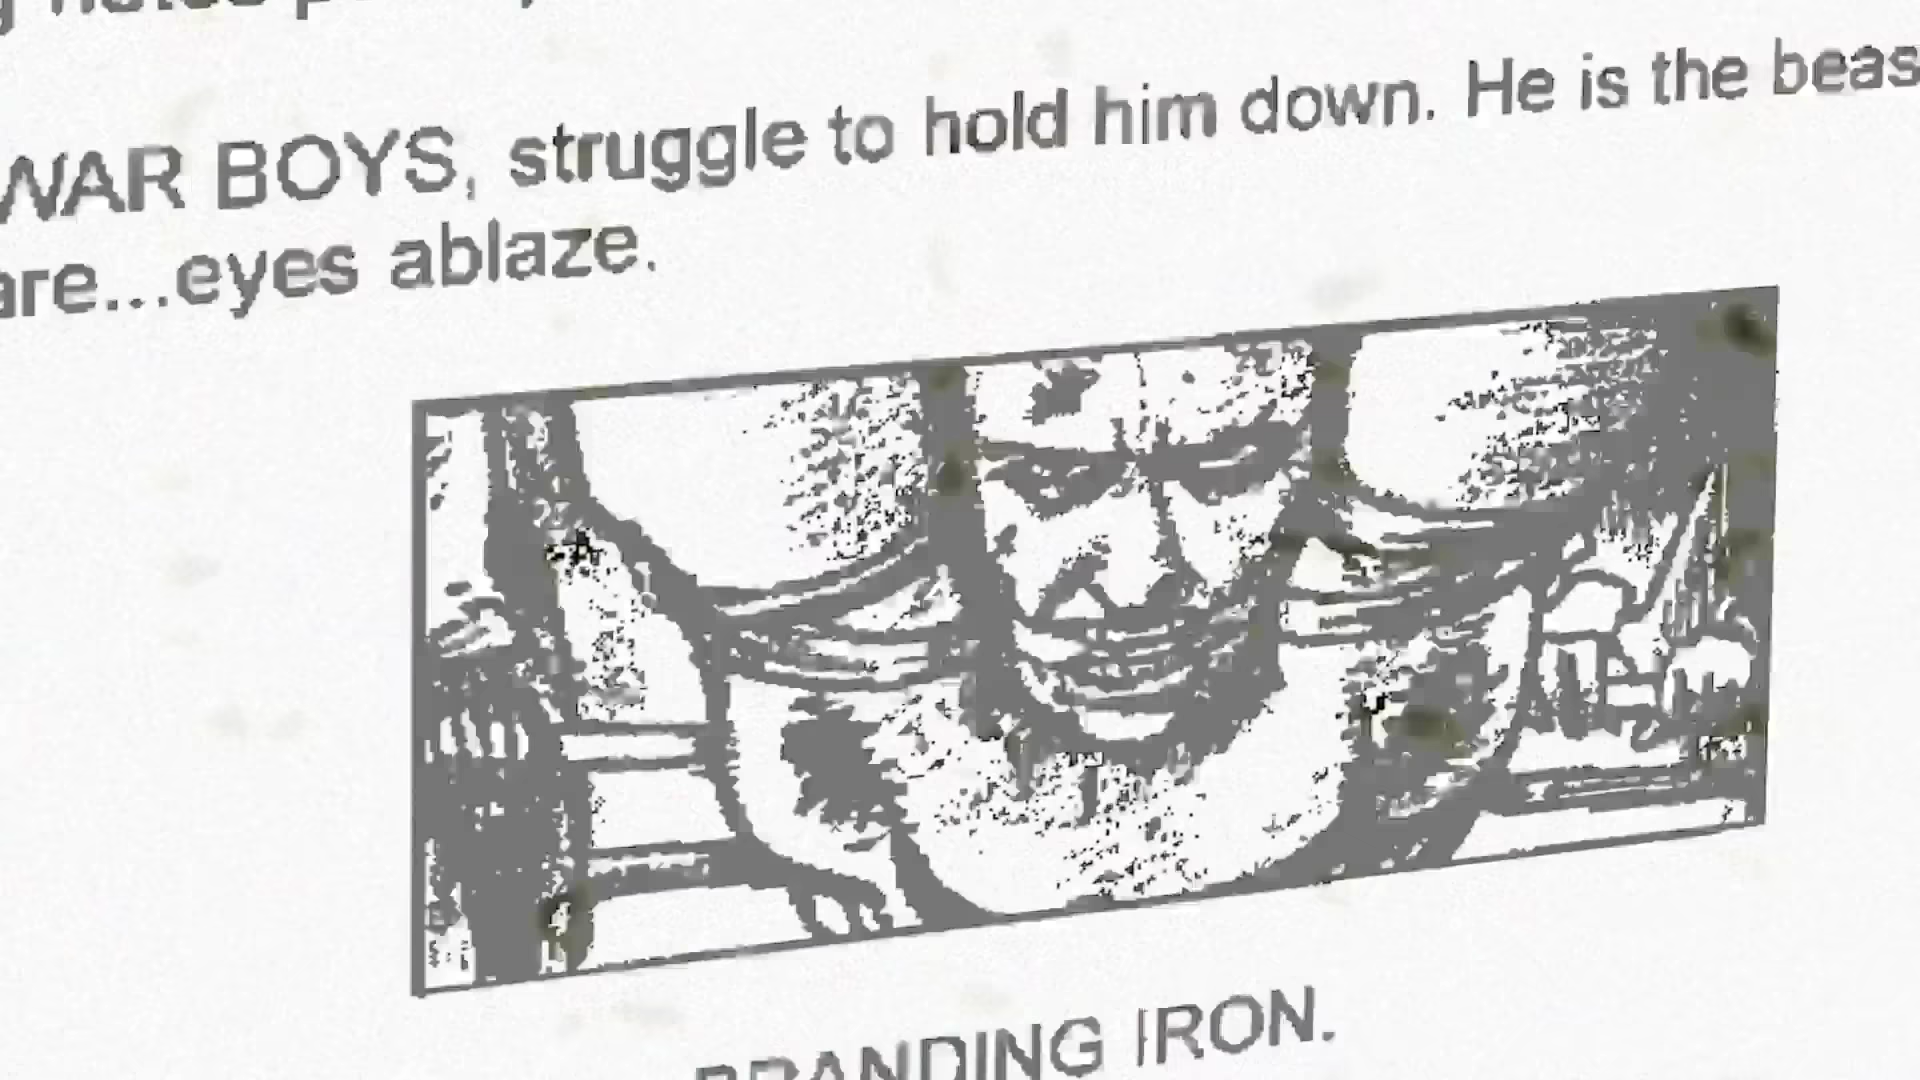 WAR BOYS, struggle to hold him down. He is the beas
are...eyes ablaze.
BRANDING IRON.